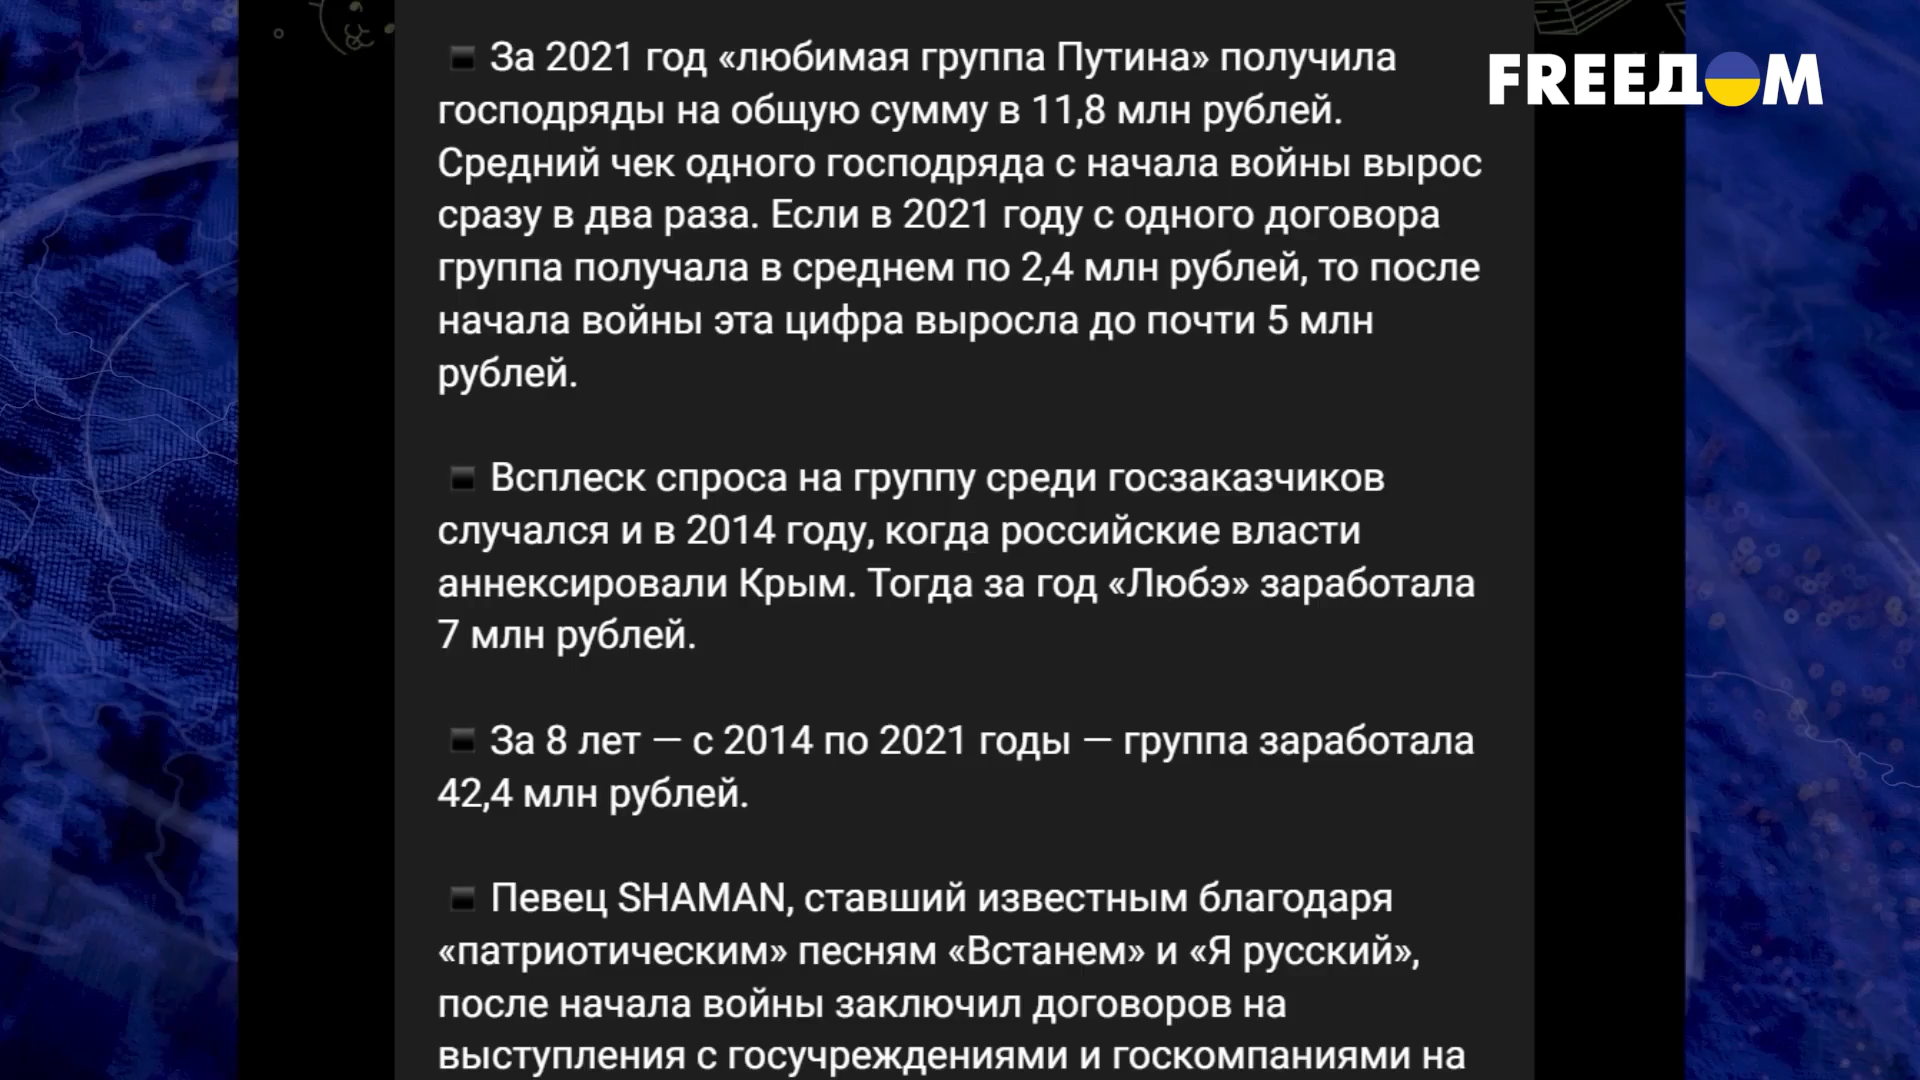 ▪ За 2021 год «любимая группа Путина» получила
господряды на общую сумму в 11,8 млн рублей.
Средний чек одного господряда с начала войны вырос
сразу в два раза. Если в 2021 году с одного договора
группа получала в среднем по 2,4 млн рублей, то после
начала войны эта цифра выросла до почти 5 млн
рублей.
▪ Всплеск спроса на группу среди госзаказчиков
случался и в 2014 году, когда российские власти
аннексировали Крым. Тогда за год «Любэ» заработала
7 млн рублей.
▪ За 8 лет — с 2014 по 2021 годы — группа заработала
42,4 млн рублей.
▪ Певец SHAMAN, ставший известным благодаря
«патриотическим» песням «Встанем» и «Я русский»,
после начала войны заключил договоров на
выступления с госучреждениями и госкомпаниями на
FREEДОМ